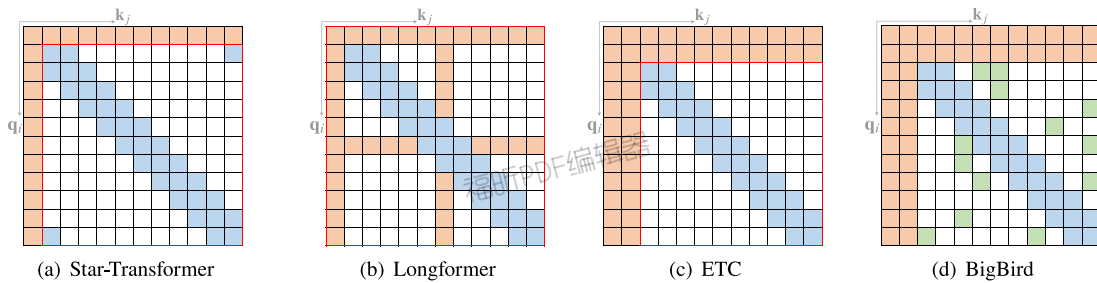 k_j k_j k_j k_j
q_i q_i q_i q_i
福昕PDF编辑器
(a) Star-Transformer (b) Longformer (c) ETC (d) BigBird